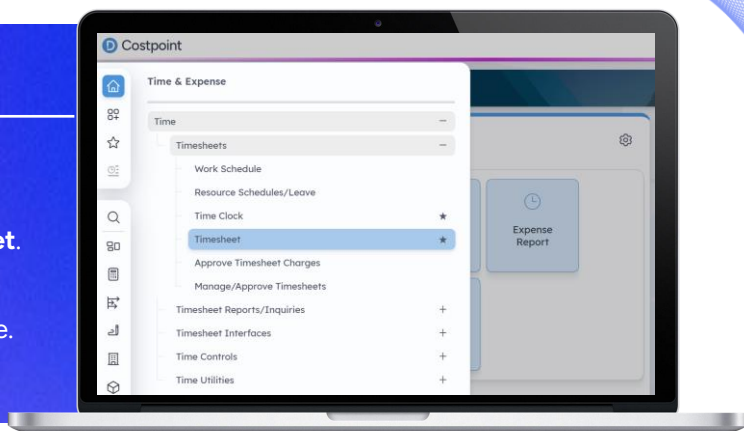 Costpoint
Time & Expense
Time
Timesheets
Work Schedule
Resource Schedules/Leave
Time Clock
Timesheet
Approve Timesheet Charges
Manage/Approve Timesheets
Timesheet Reports/Inquiries
Timesheet Interfaces
Time Controls
Time Utilities
Expense
Report